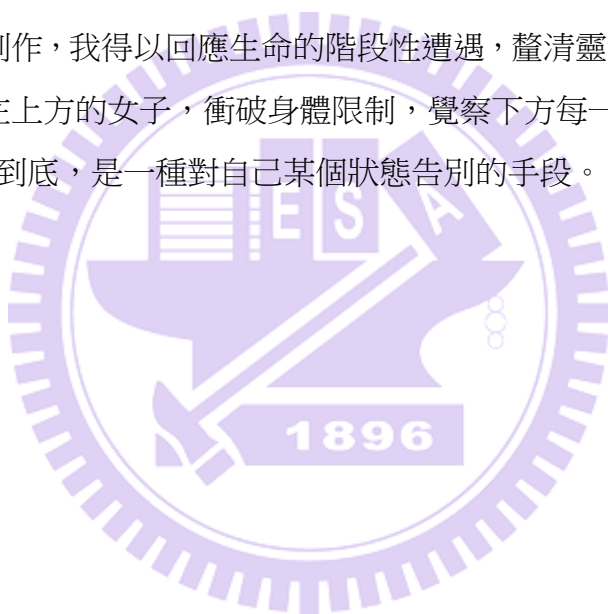 創作，我得以回應生命的階段性遭遇，釐清靈
在上方的女子，衝破身體限制，覺察下方每一
到底，是一種對自己某個狀態告別的手段。
ESA
1896